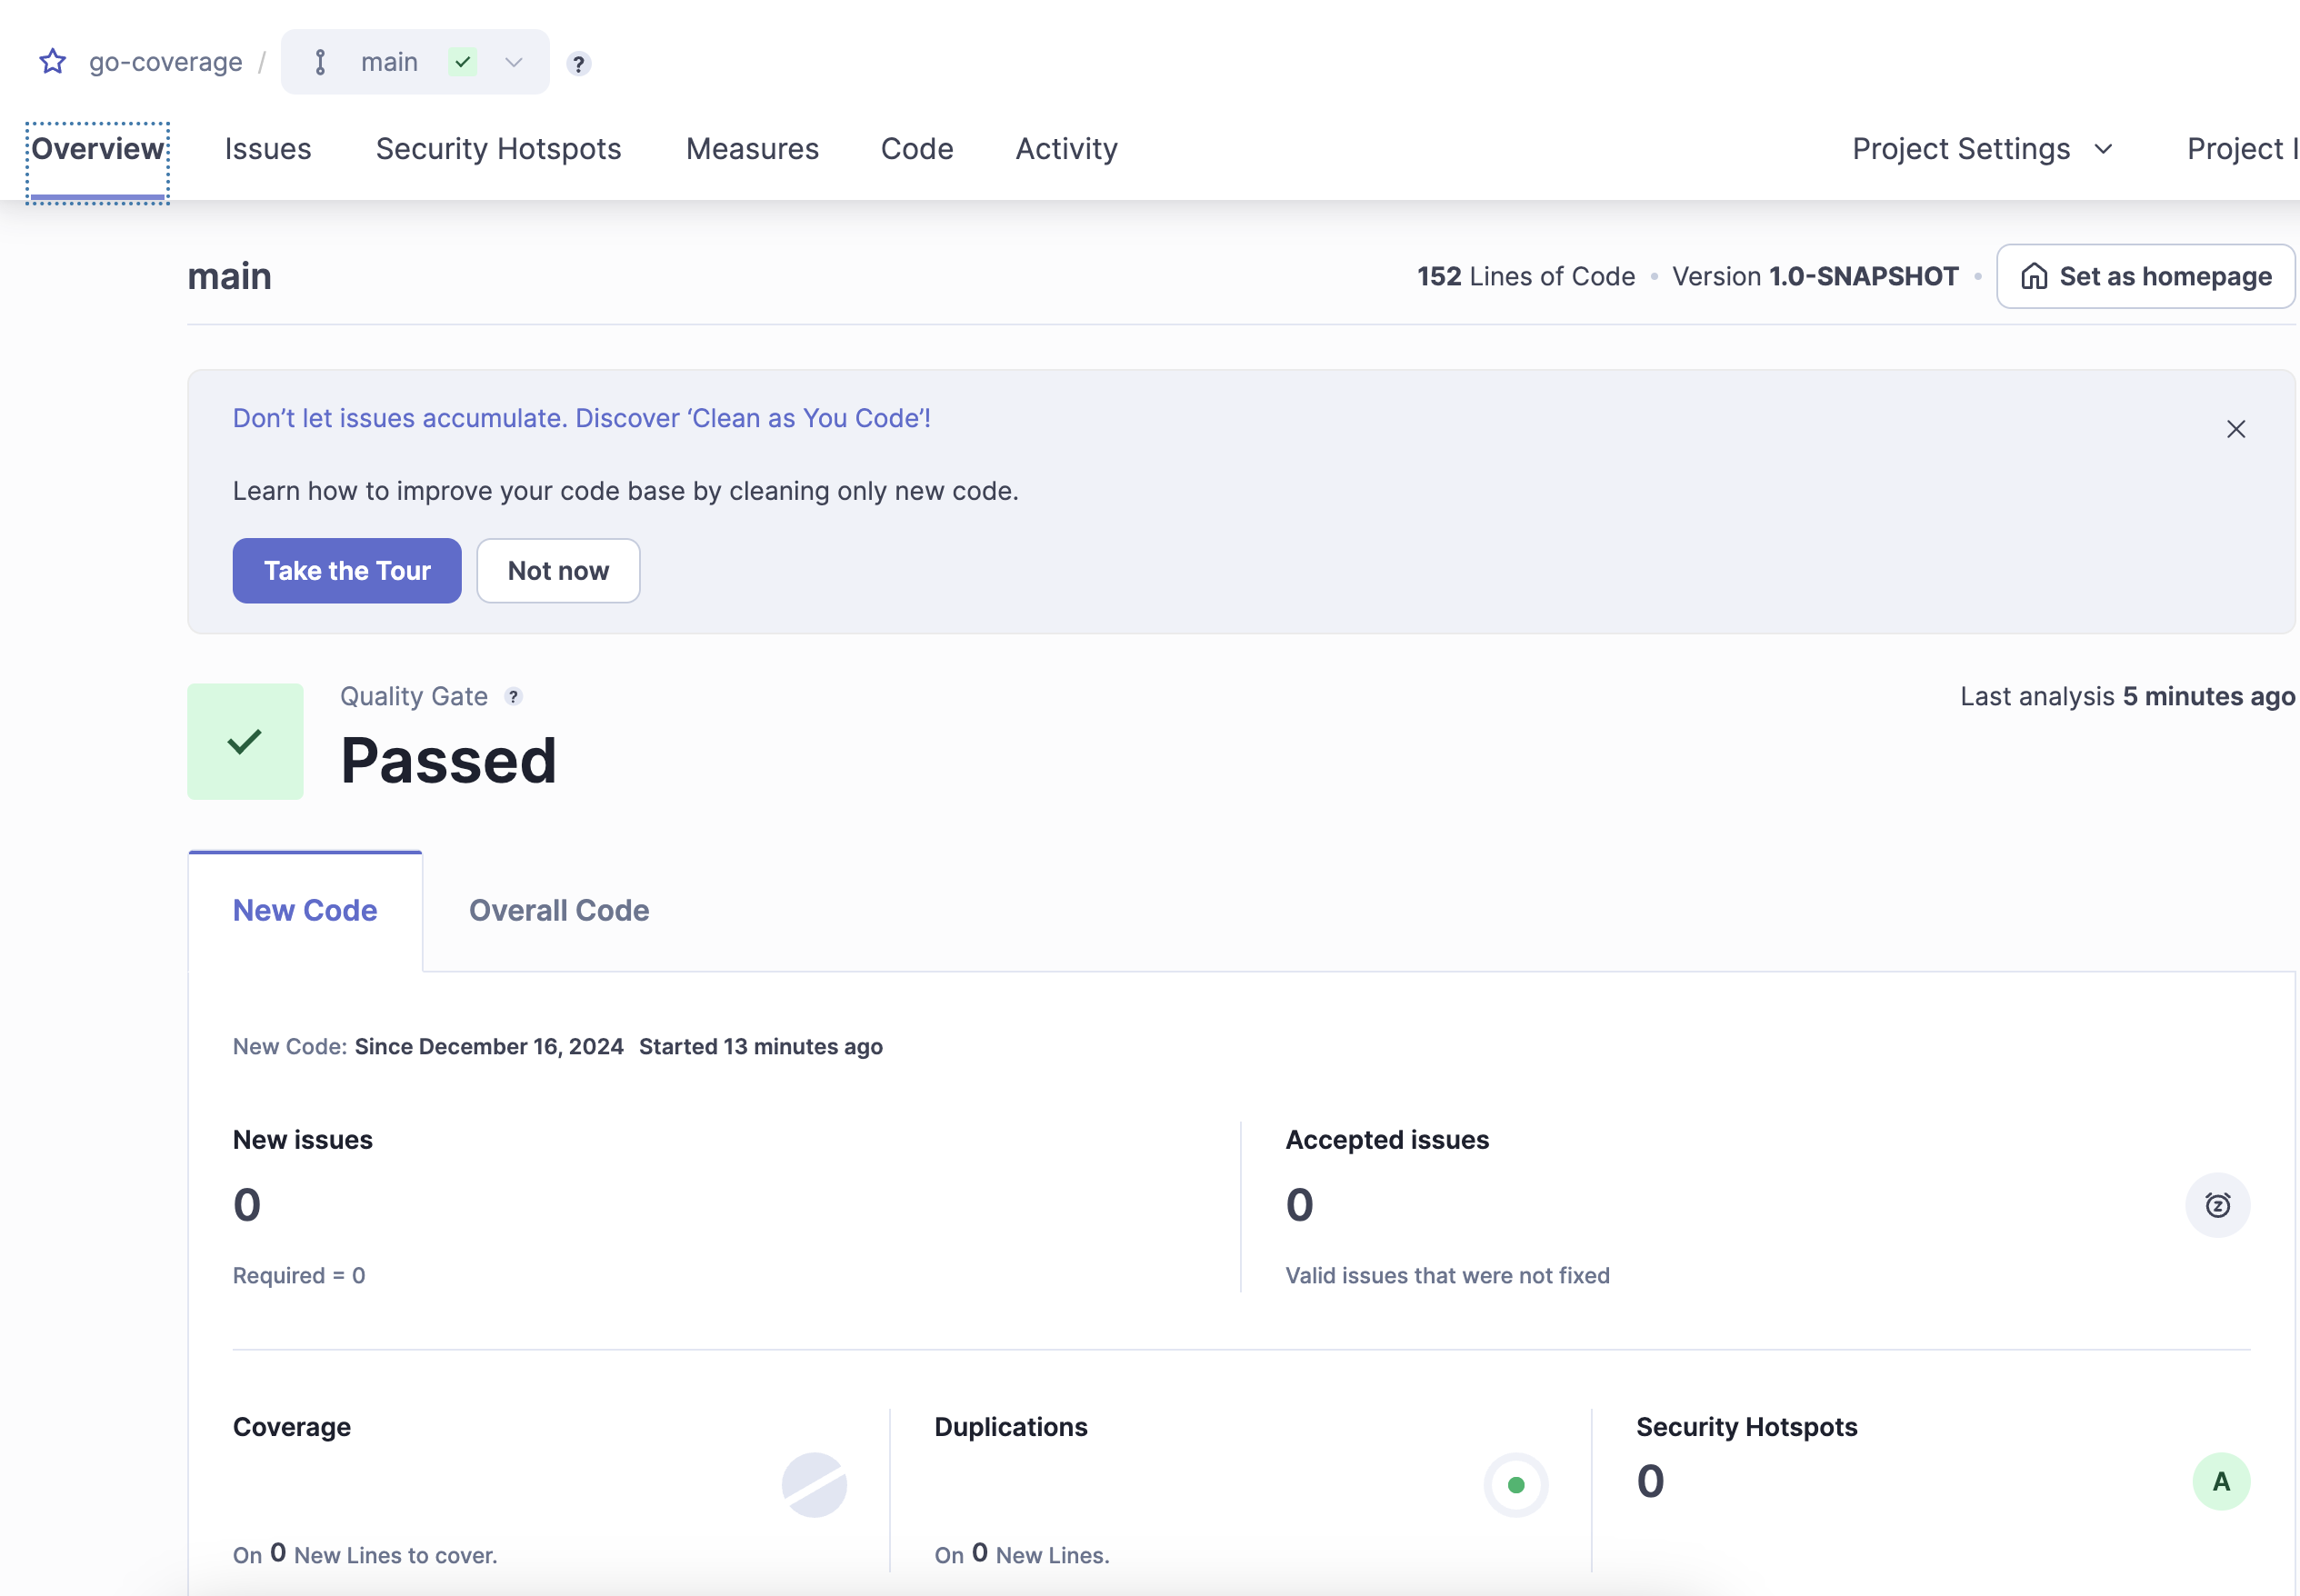 go-coverage / main ?
Overview Issues Security Hotspots Measures Code Activity Project Settings Project
main
152 Lines of Code • Version 1.0-SNAPSHOT • Set as homepage
Don’t let issues accumulate. Discover ‘Clean as You Code’!
Learn how to improve your code base by cleaning only new code.
Take the Tour Not now
Quality Gate ?
Last analysis 5 minutes ago
Passed
New Code Overall Code
New Code: Since December 16, 2024 Started 13 minutes ago
New issues
0
Required = 0
Accepted issues
0
Valid issues that were not fixed
Coverage
On 0 New Lines to cover.
Duplications
On 0 New Lines.
Security Hotspots
0
A